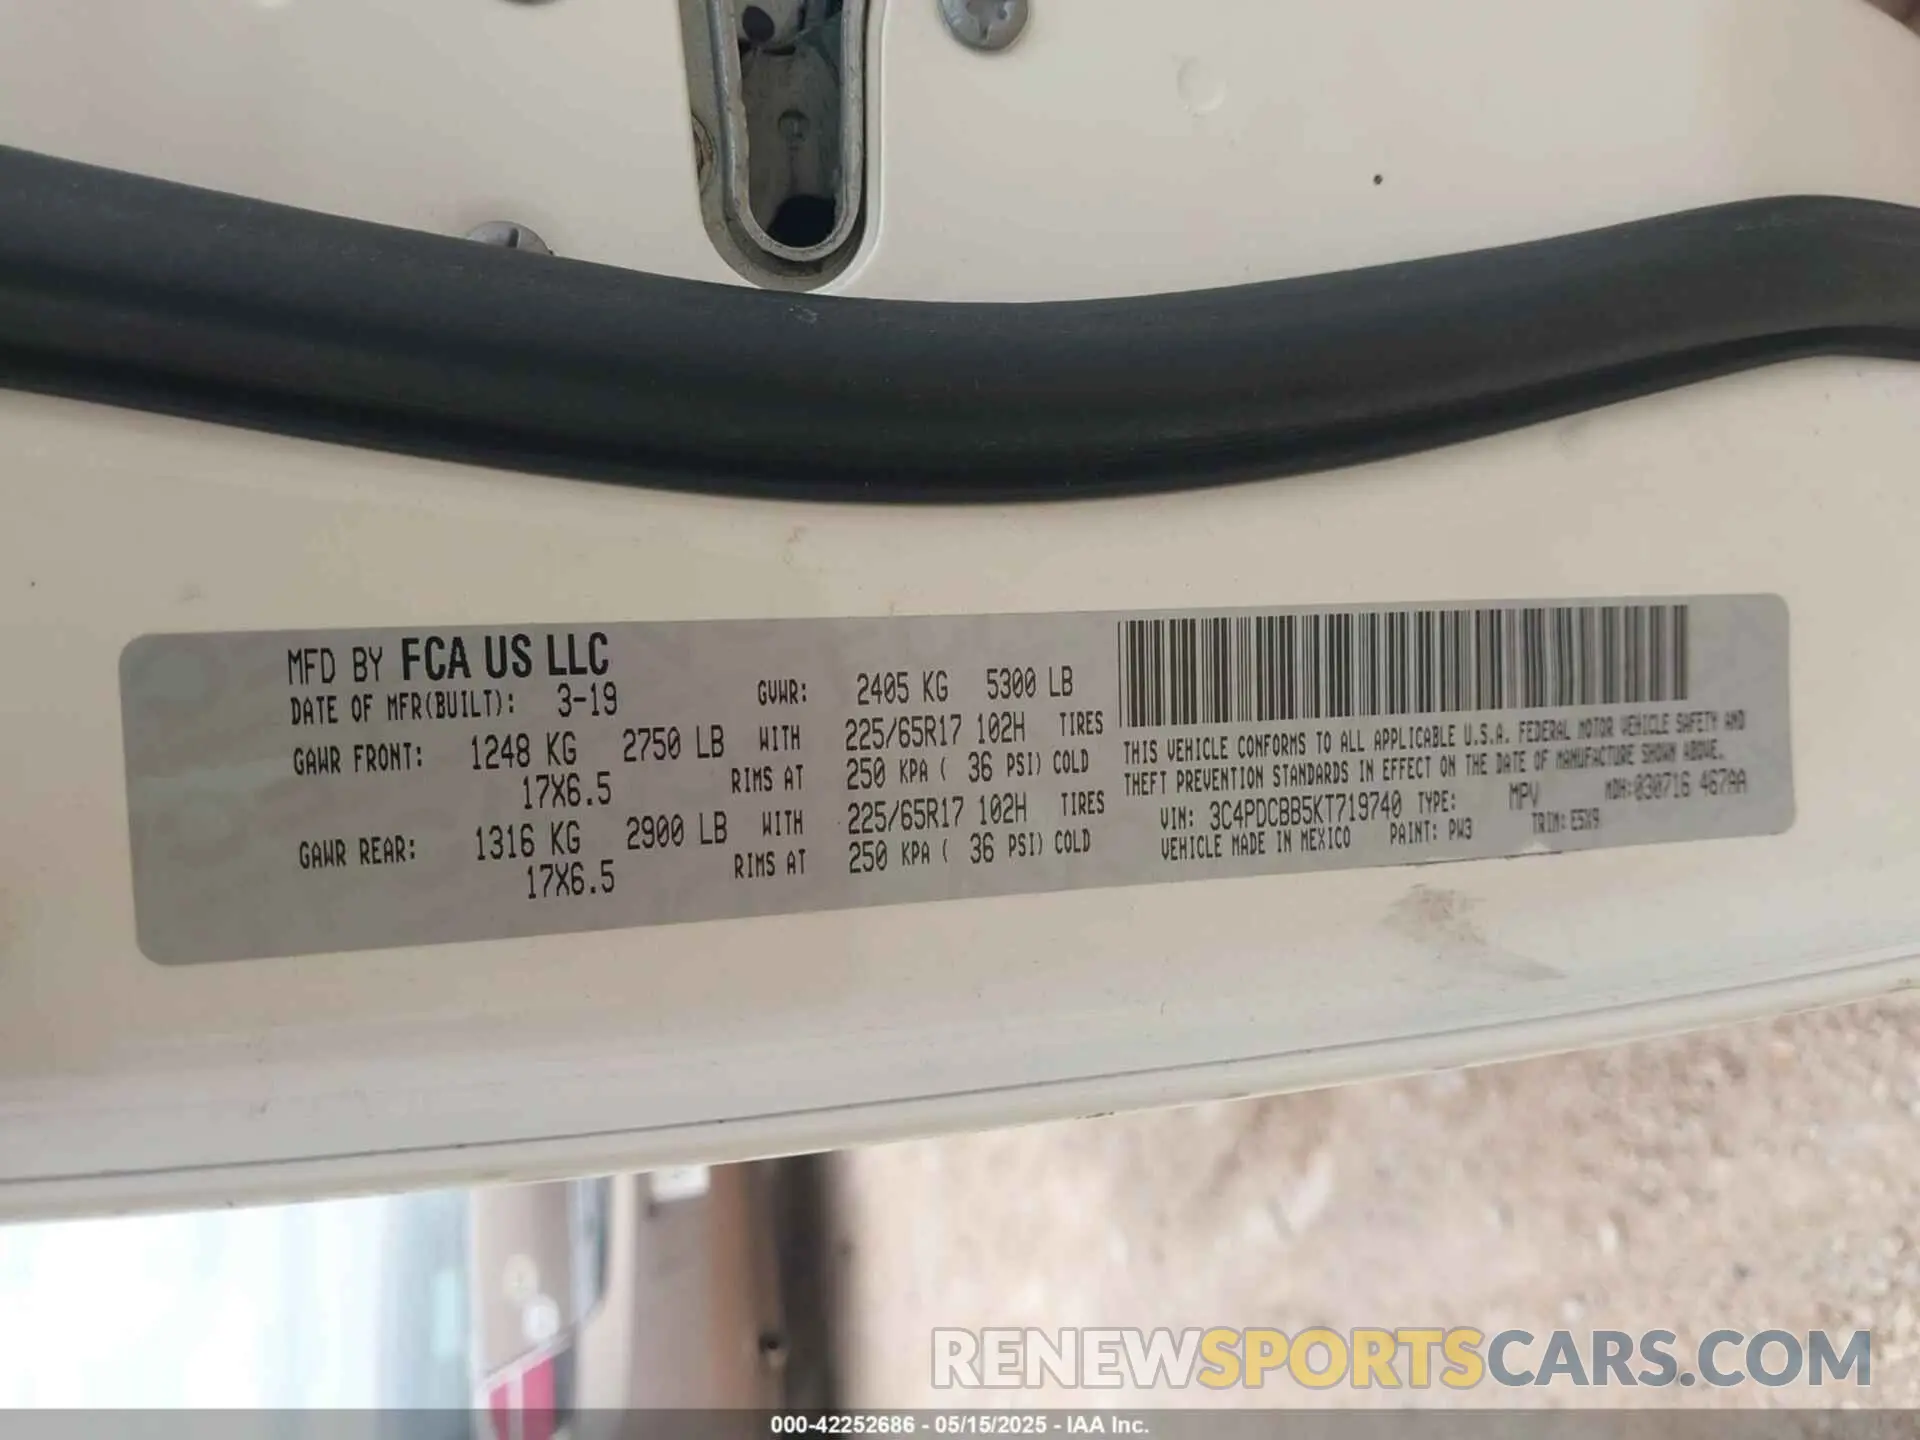 MFD BY FCA US LLC
DATE OF MFR(BUILT): 3-19 GVWR: 2405 KG 5300 LB
GAWR FRONT: 1248 KG 2750 LB WITH 225/65R17 102H TIRES
17X6.5 RIMS AT 250 KPA ( 36 PSI) COLD
GAWR REAR: 1316 KG 2900 LB WITH 225/65R17 102H TIRES
17X6.5 RIMS AT 250 KPA ( 36 PSI) COLD
THIS VEHICLE CONFORMS TO ALL APPLICABLE U.S.A. FEDERAL MOTOR VEHICLE SAFETY AND
THEFT PREVENTION STANDARDS IN EFFECT ON THE DATE OF MANUFACTURE SHOWN ABOVE.
VIN: 3C4PDCBB5KT719740 TYPE: MPV MDH:030716 467AA
VEHICLE MADE IN MEXICO PAINT: PW3 TRIM: E5X9
RENEWSPORTSCARS.COM
000-42252686 - 05/15/2025 - IAA Inc.